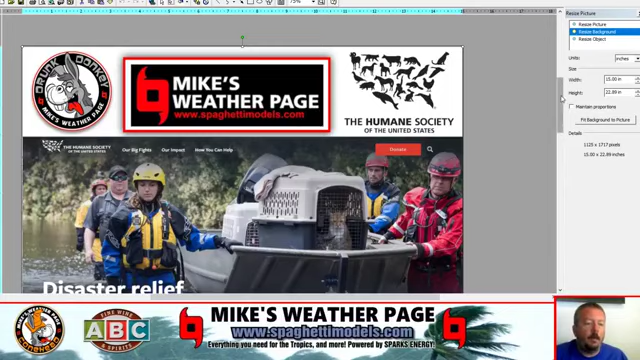 75%
Resize Picture
Resize Picture
Resize Background
Resize Object
Units:
inches
Size
Width:
15.00 in
Height:
22.89 in
Maintain proportions
Fit Background to Picture
Details
1125 x 1717 pixels
15.00 x 22.89 inches
DRUNK DONKEY
MIKE'S
WEATHER PAGE
www.spaghettimodels.com
THE HUMANE SOCIETY
OF THE UNITED STATES
THE HUMANE SOCIETY
OF THE UNITED STATES
Our Big Fights
Our Impact
How You Can Help
Donate
Disaster relief
MIKE'S WEATHER PAGE
CONEHEADS
FINE WINE
ABC
& SPIRITS
MIKE'S WEATHER PAGE
www.spaghettimodels.com
Everything you need for the Tropics, and more! Powered by SPARKS ENERGY!